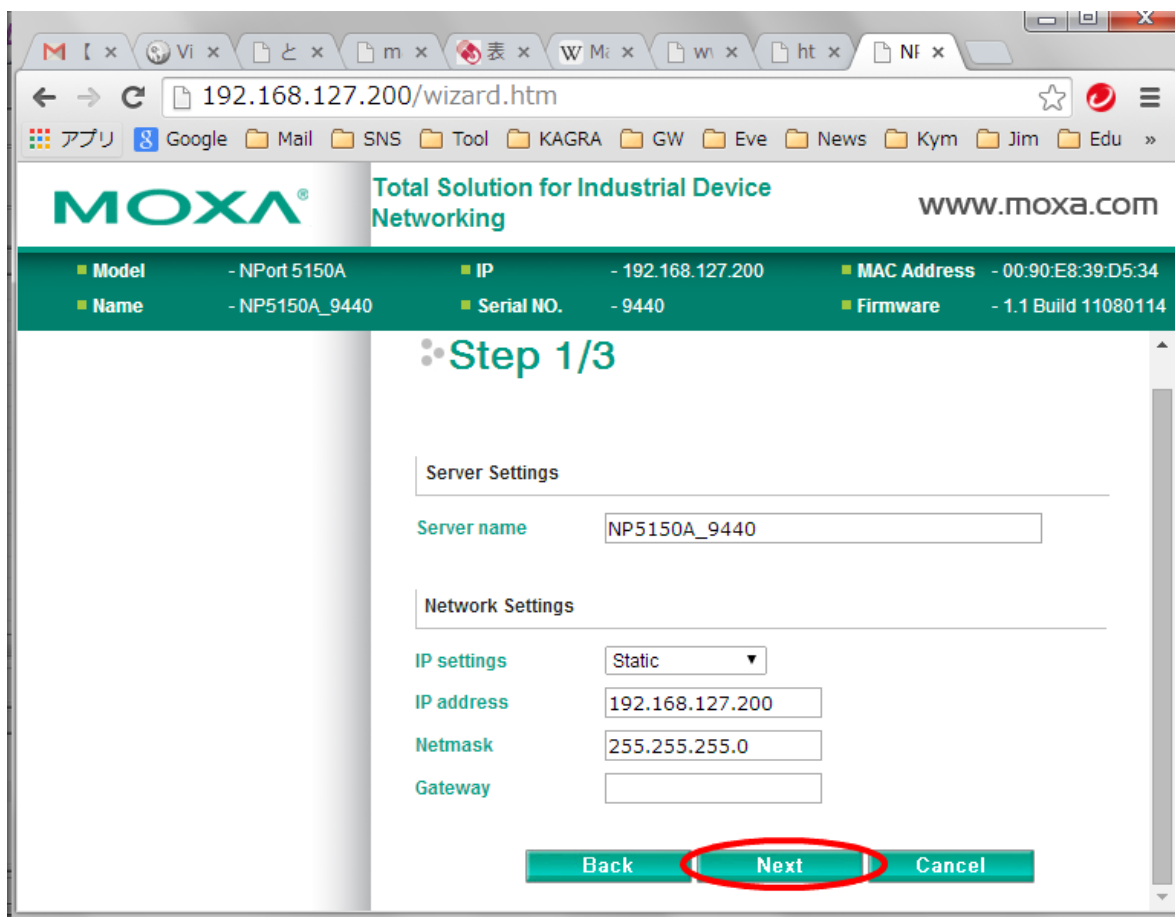 【 Vi と m 表 W Ma w\ ht NF
192.168.127.200/wizard.htm
アプリ 8 Google Mail SNS Tool KAGRA GW Eve News Kym Jim Edu »
MOXA® Total Solution for Industrial Device Networking www.moxa.com
Model - NPort 5150A IP - 192.168.127.200 MAC Address - 00:90:E8:39:D5:34
Name - NP5150A_9440 Serial NO. - 9440 Firmware - 1.1 Build 11080114
Step 1/3
Server Settings
Server name NP5150A_9440
Network Settings
IP settings Static
IP address 192.168.127.200
Netmask 255.255.255.0
Gateway
Back Next Cancel